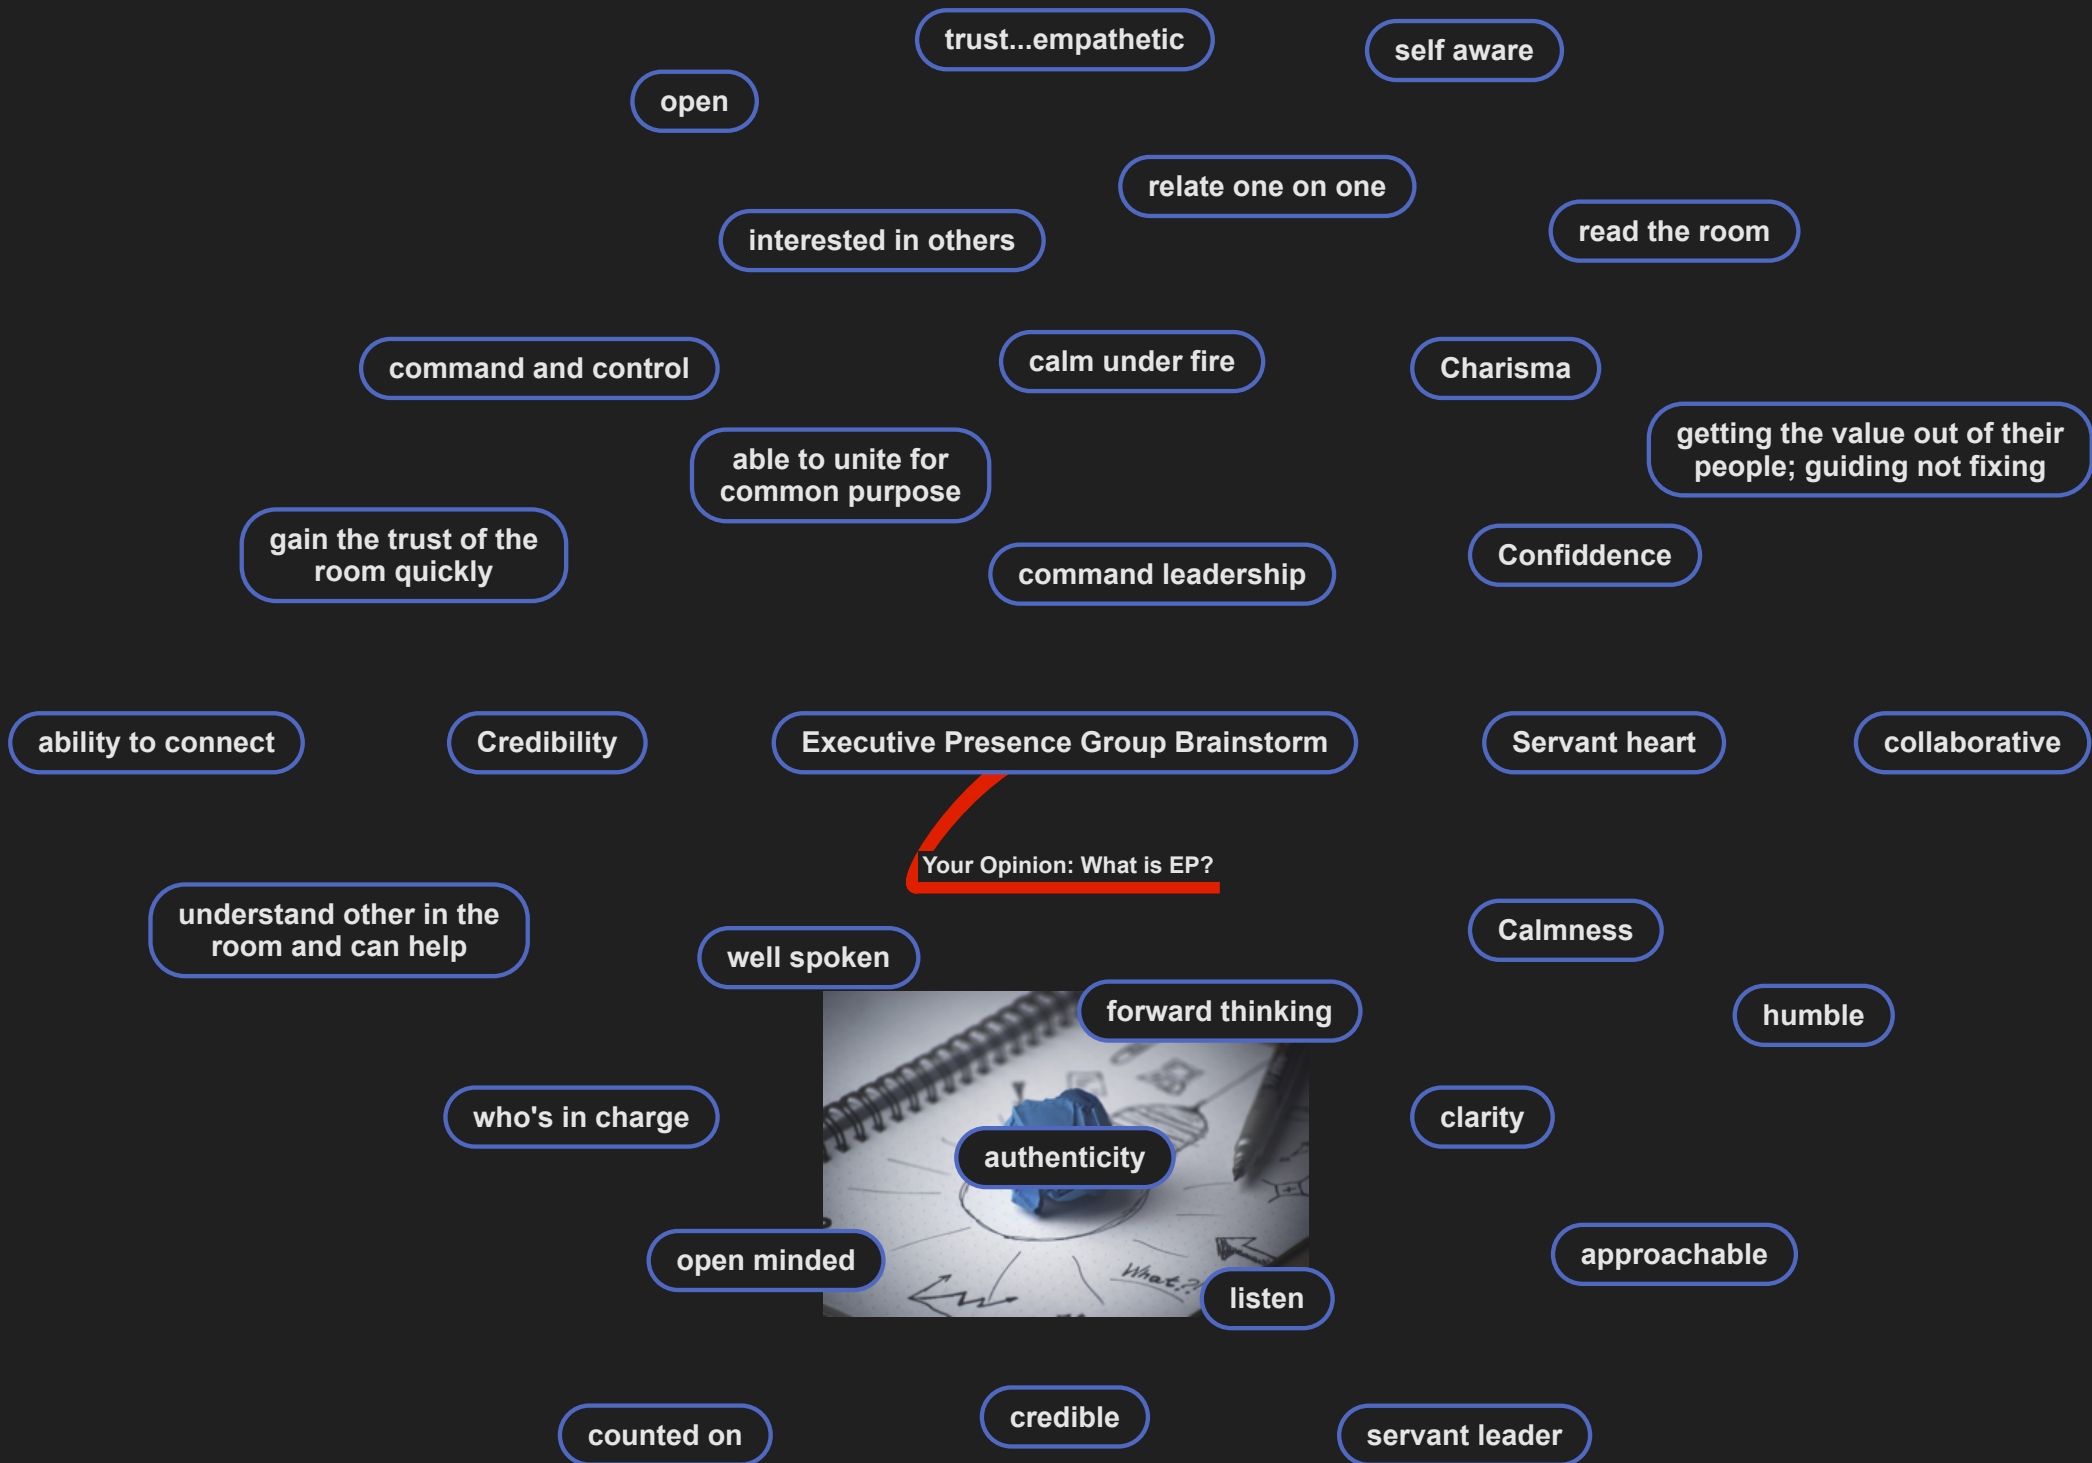 trust...empathetic
self aware
open
relate one on one
interested in others
read the room
command and control
calm under fire
Charisma
getting the value out of their
people; guiding not fixing
able to unite for
common purpose
gain the trust of the
room quickly
command leadership
Confiddence
ability to connect
Credibility
Executive Presence Group Brainstorm
Servant heart
collaborative
Your Opinion: What is EP?
understand other in the
room and can help
well spoken
Calmness
forward thinking
humble
who's in charge
clarity
authenticity
open minded
approachable
What?!
listen
counted on
credible
servant leader